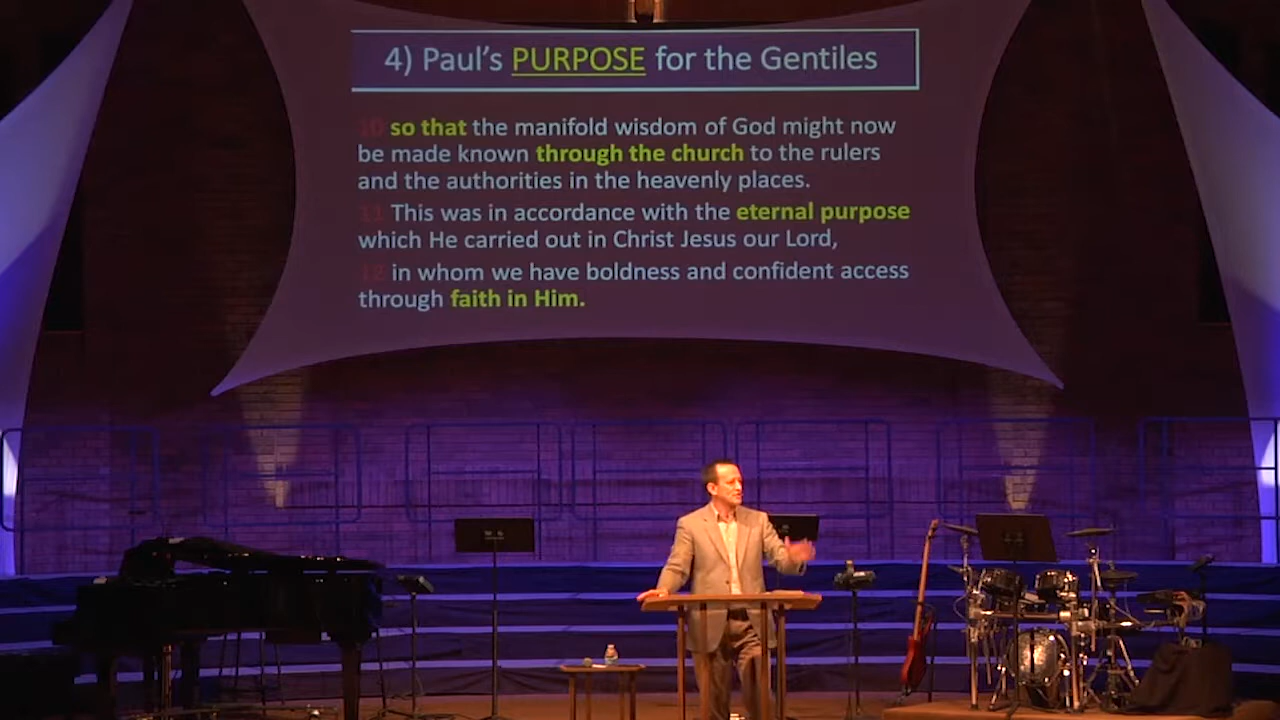 4) Paul's PURPOSE for the Gentiles
10 so that the manifold wisdom of God might now
be made known through the church to the rulers
and the authorities in the heavenly places.
11 This was in accordance with the eternal purpose
which He carried out in Christ Jesus our Lord,
12 in whom we have boldness and confident access
through faith in Him.